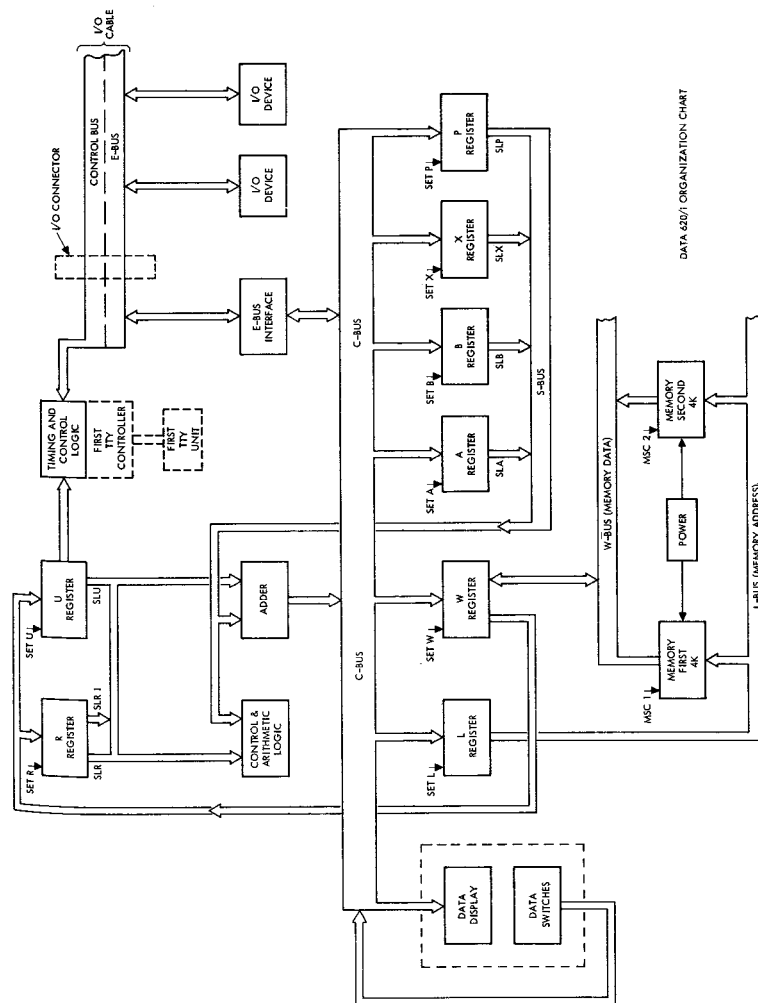 I/O
CABLE
I/O CONNECTOR
CONTROL BUS
E-BUS
TIMING AND
CONTROL
LOGIC
FIRST
TTY
CONTROLLER
FIRST
TTY
UNIT
I/O
DEVICE
I/O
DEVICE
E-BUS
INTERFACE
SET R
R
REGISTER
SLR
SLR 1
SET U
U
REGISTER
SLU
CONTROL &
ARITHMETIC
LOGIC
ADDER
C-BUS
C-BUS
DATA
DISPLAY
DATA
SWITCHES
SET L
L
REGISTER
SET W
W
REGISTER
SET A
A
REGISTER
SLA
SET B
B
REGISTER
SLB
SET X
X
REGISTER
SLX
SET P
P
REGISTER
SLP
S-BUS
W-BUS (MEMORY DATA)
MSC 1
MEMORY
FIRST
4K
POWER
MSC 2
MEMORY
SECOND
4K
L-BUS (MEMORY ADDRESS)
DATA 620/i ORGANIZATION CHART